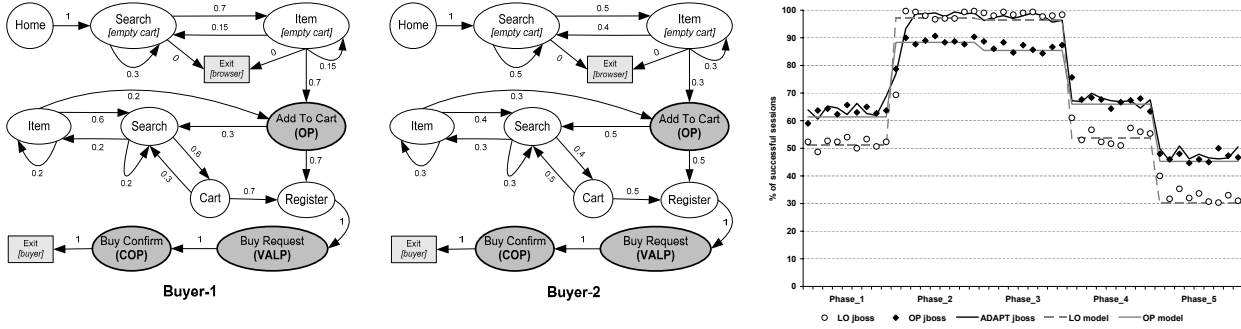 Home
1
Search
[empty cart]
0.7
0.15
Item
[empty cart]
0.3
0
Exit
[browser]
0
0.15
0.7
0.2
Item
0.6
0.2
Search
0.3
Add To Cart
(OP)
0.2
0.2
0.6
0.3
0.7
Cart
0.7
Register
1
Exit
[buyer]
1
Buy Confirm
(COP)
1
Buy Request
(VALP)
Buyer-1
Home
1
Search
[empty cart]
0.5
0.4
Item
[empty cart]
0.5
0
Exit
[browser]
0
0.3
0.3
0.3
Item
0.4
0.3
Search
0.5
Add To Cart
(OP)
0.3
0.3
0.4
0.5
0.5
Cart
0.5
Register
1
Exit
[buyer]
1
Buy Confirm
(COP)
1
Buy Request
(VALP)
Buyer-2
% of successful sessions
100
90
80
70
60
50
40
30
20
10
0
Phase_1 Phase_2 Phase_3 Phase_4 Phase_5
LO jboss OP jboss ADAPT jboss LO model OP model